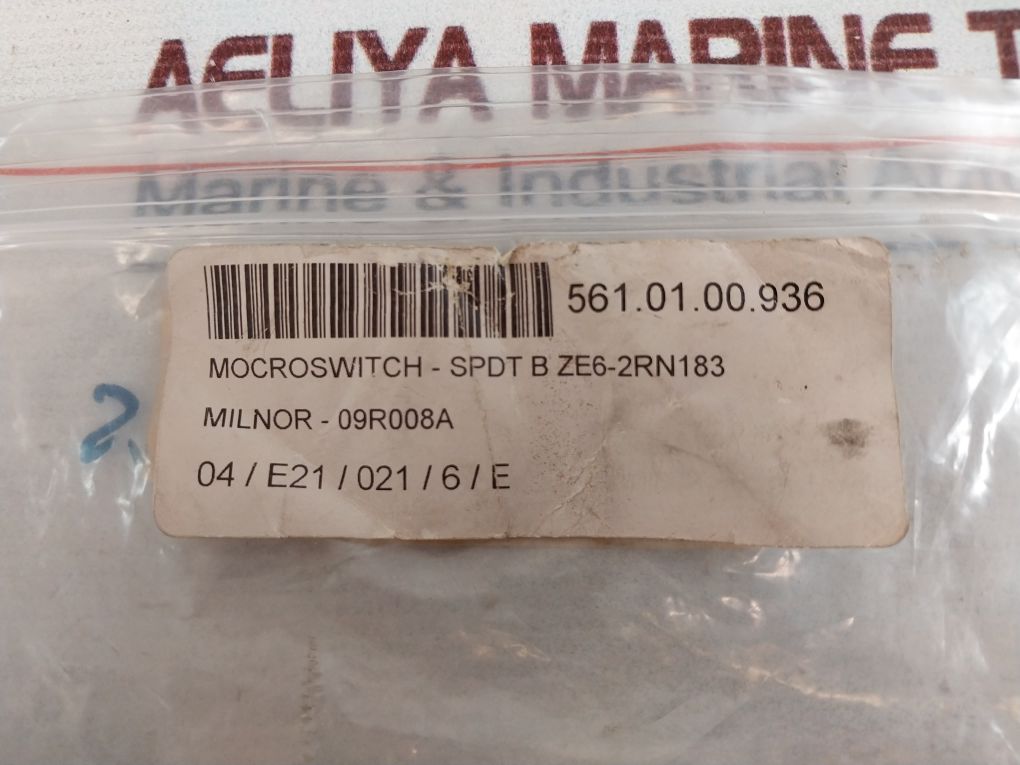 AELIYA MARINE T
Marine & Industrial Au
561.01.00.936
MOCROSWITCH - SPDT B ZE6-2RN183
MILNOR - 09R008A
04 / E21 / 021 / 6 / E
2.